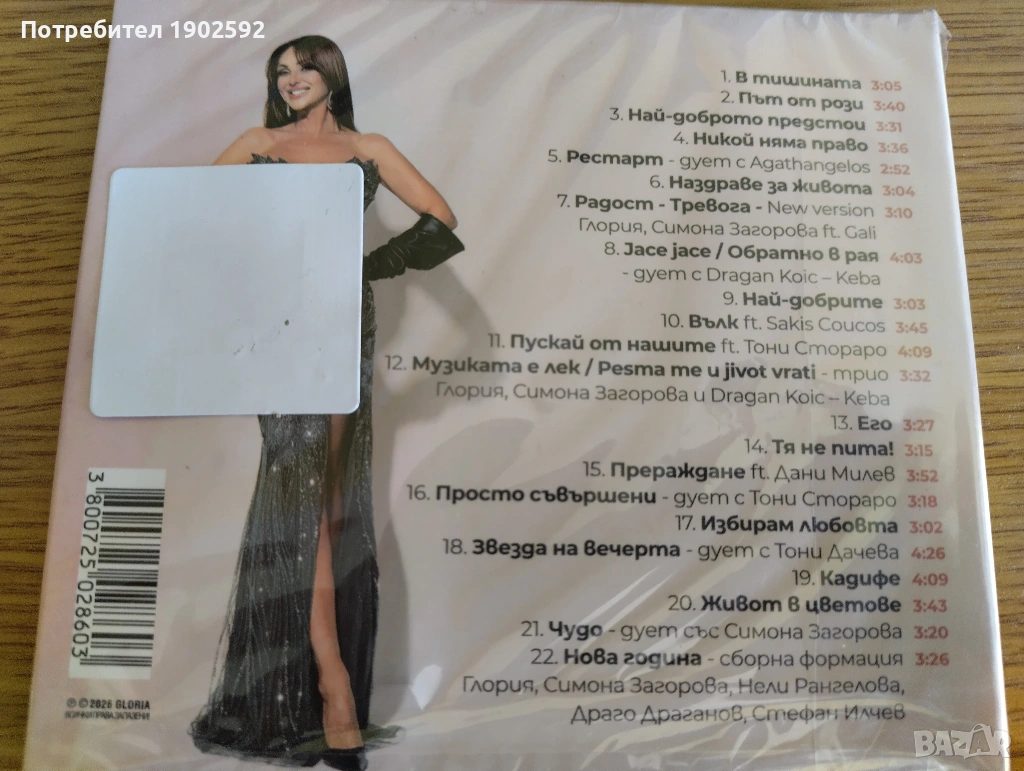 Потребител 1902592
1. В тишината 3:05
2. Път от рози 3:40
3. Най-доброто предстои 3:31
4. Никой няма право 3:36
5. Рестарт - дует с Agathangelos 2:52
6. Наздраве за живота 3:04
7. Радост - Тревога - New version 3:10
Глория, Симона Загорова ft. Gali
8. Jace jace / Обратно в рая 4:03
- дует с Dragan Koic – Keba
9. Най-добрите 3:03
10. Вълк ft. Sakis Coucos 3:45
11. Пускай от нашите ft. Тони Стораро 4:09
12. Музиката е лек / Pesma me u jivot vrati - трио 3:32
Глория, Симона Загорова и Dragan Koic – Keba
13. Его 3:27
14. Тя не пита! 3:15
15. Прераждане ft. Дани Милев 3:52
16. Просто съвършени - дует с Тони Стораро 3:18
17. Избирам любовта 3:02
18. Звезда на вечерта - дует с Тони Дачева 4:26
19. Кадифе 4:09
20. Живот в цветове 3:43
21. Чудо - дует със Симона Загорова 3:20
22. Нова година - сборна формация 3:26
Глория, Симона Загорова, Нели Рангелова,
Драго Драганов, Стефан Илчев
3 800725 028603
℗ © 2026 GLORIA
ВСИЧКИ ПРАВА ЗАПАЗЕНИ
BAZAR